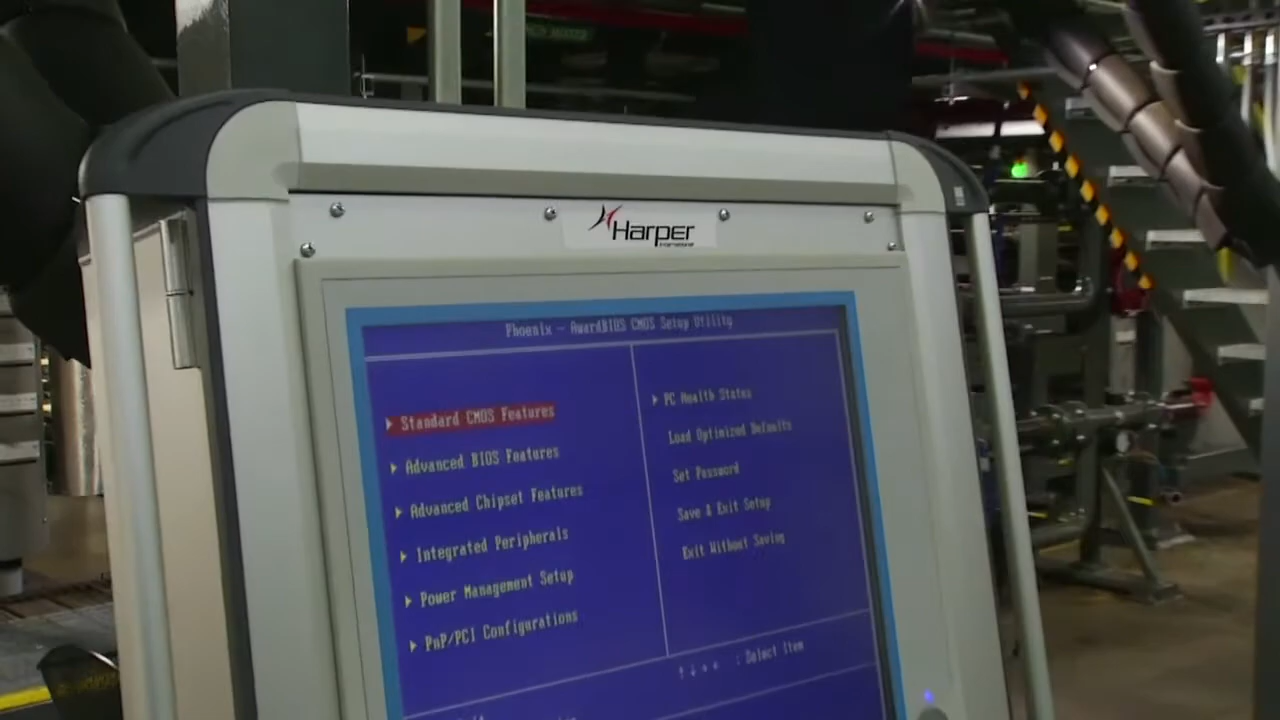 Harper
International
Phoenix - AwardBIOS CMOS Setup Utility
Standard CMOS Features
Advanced BIOS Features
Advanced Chipset Features
Integrated Peripherals
Power Management Setup
PnP/PCI Configurations
PC Health Status
Load Optimized Defaults
Set Password
Save & Exit Setup
Exit Without Saving
: Select Item